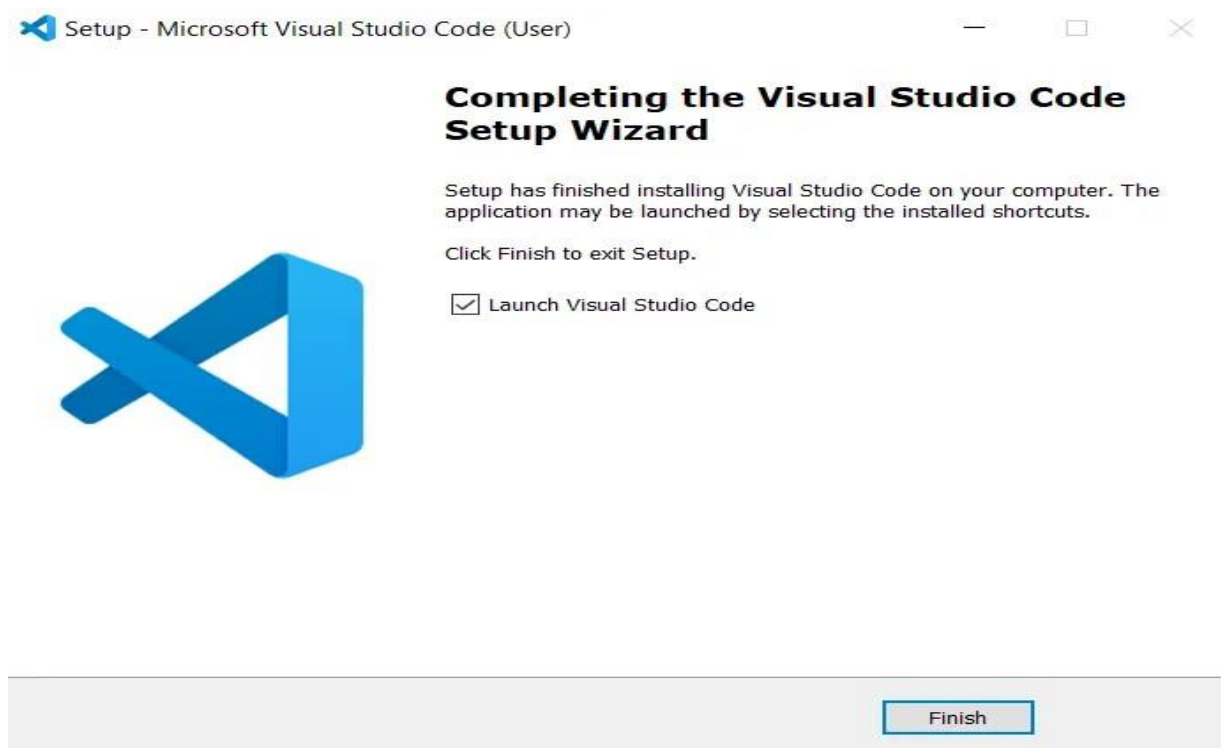 Setup - Microsoft Visual Studio Code (User)
Completing the Visual Studio Code
Setup Wizard
Setup has finished installing Visual Studio Code on your computer. The
application may be launched by selecting the installed shortcuts.
Click Finish to exit Setup.
Launch Visual Studio Code
Finish